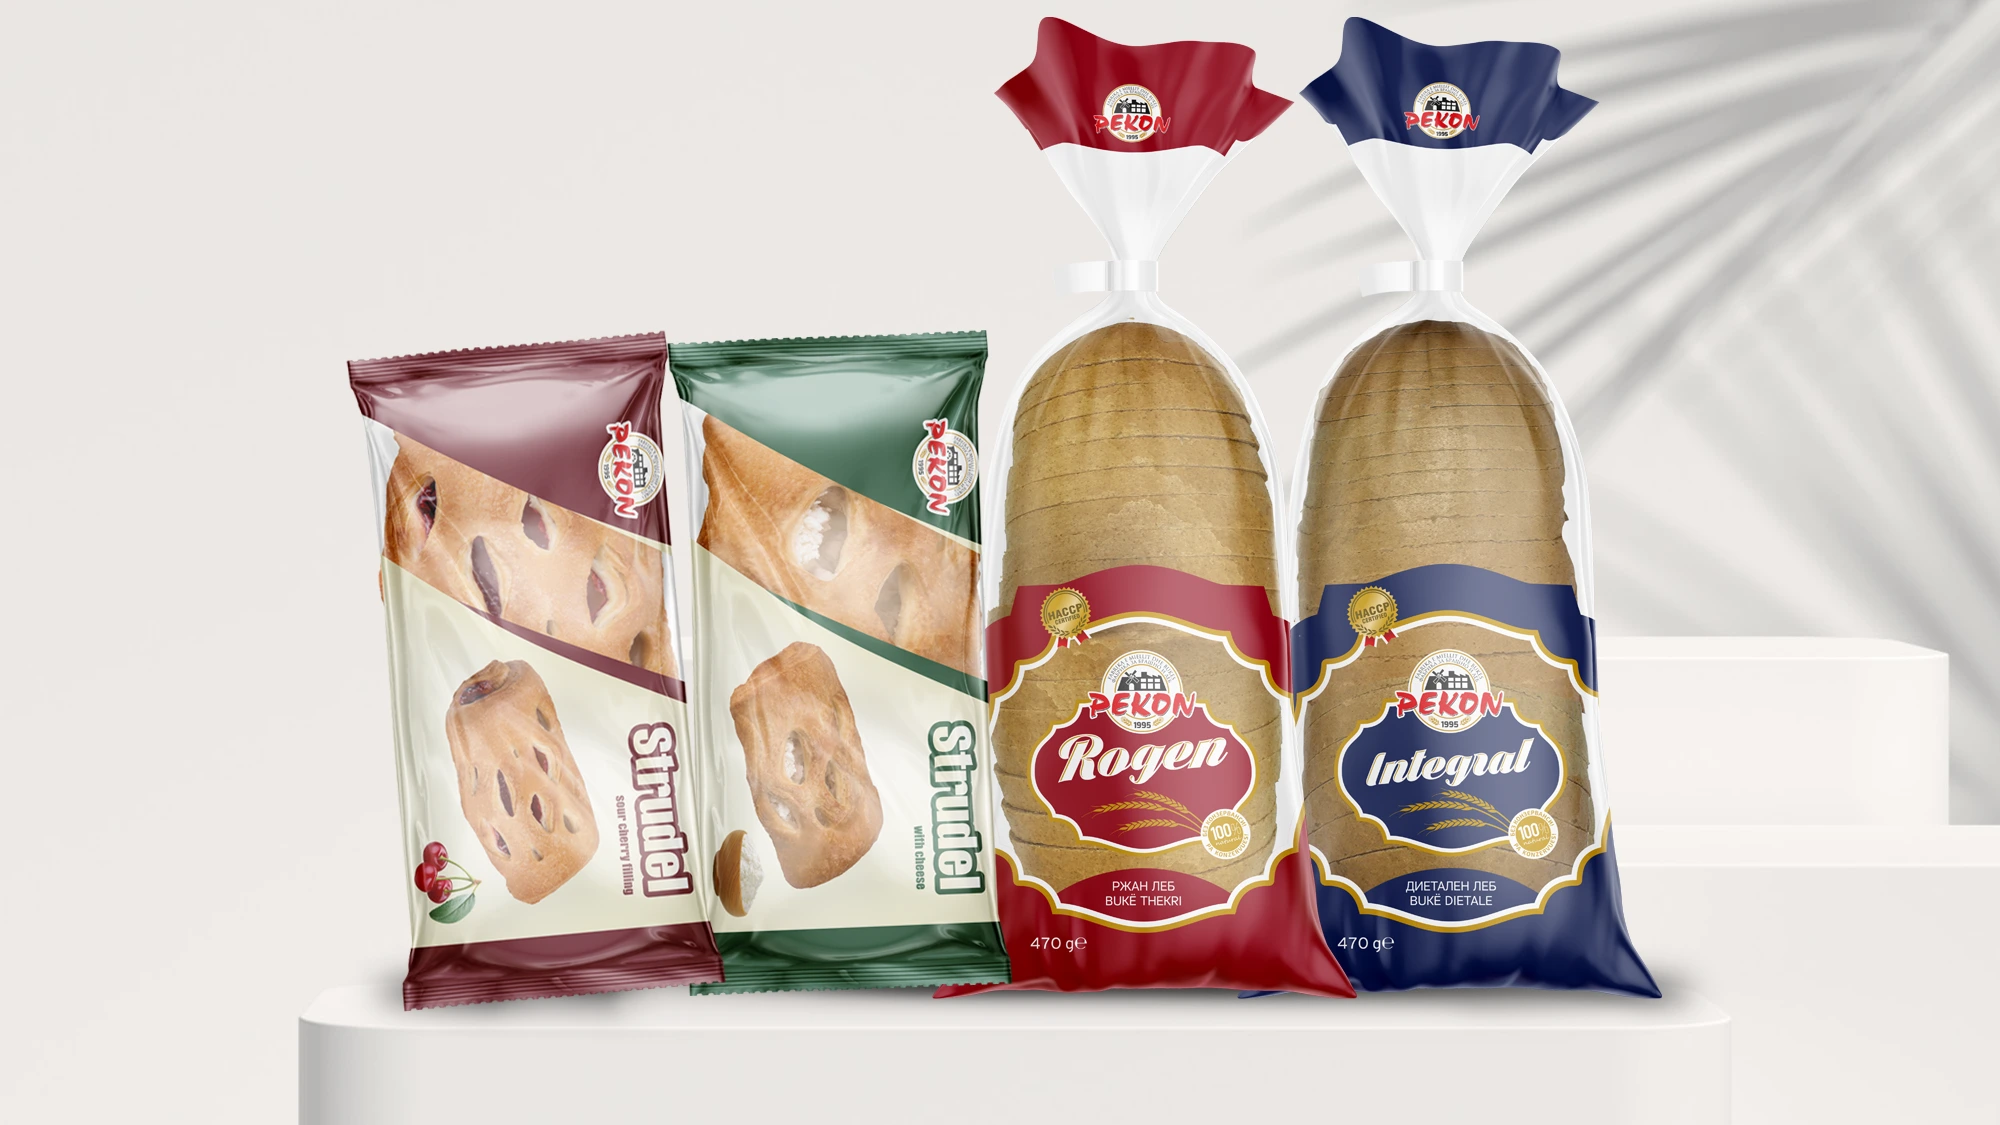 PEKON
1995
Strudel
sour cherry filling
PEKON
1995
Strudel
with cheese
PEKON
1995
HACCP
CERTIFIED
PEKON
1995
Rogen
100%
РЖАН ЛЕБ
BUKË THEKRI
470 g℮
PEKON
1995
HACCP
CERTIFIED
PEKON
1995
Integral
100%
ДИЕТАЛЕН ЛЕБ
BUKË DIETALE
470 g℮